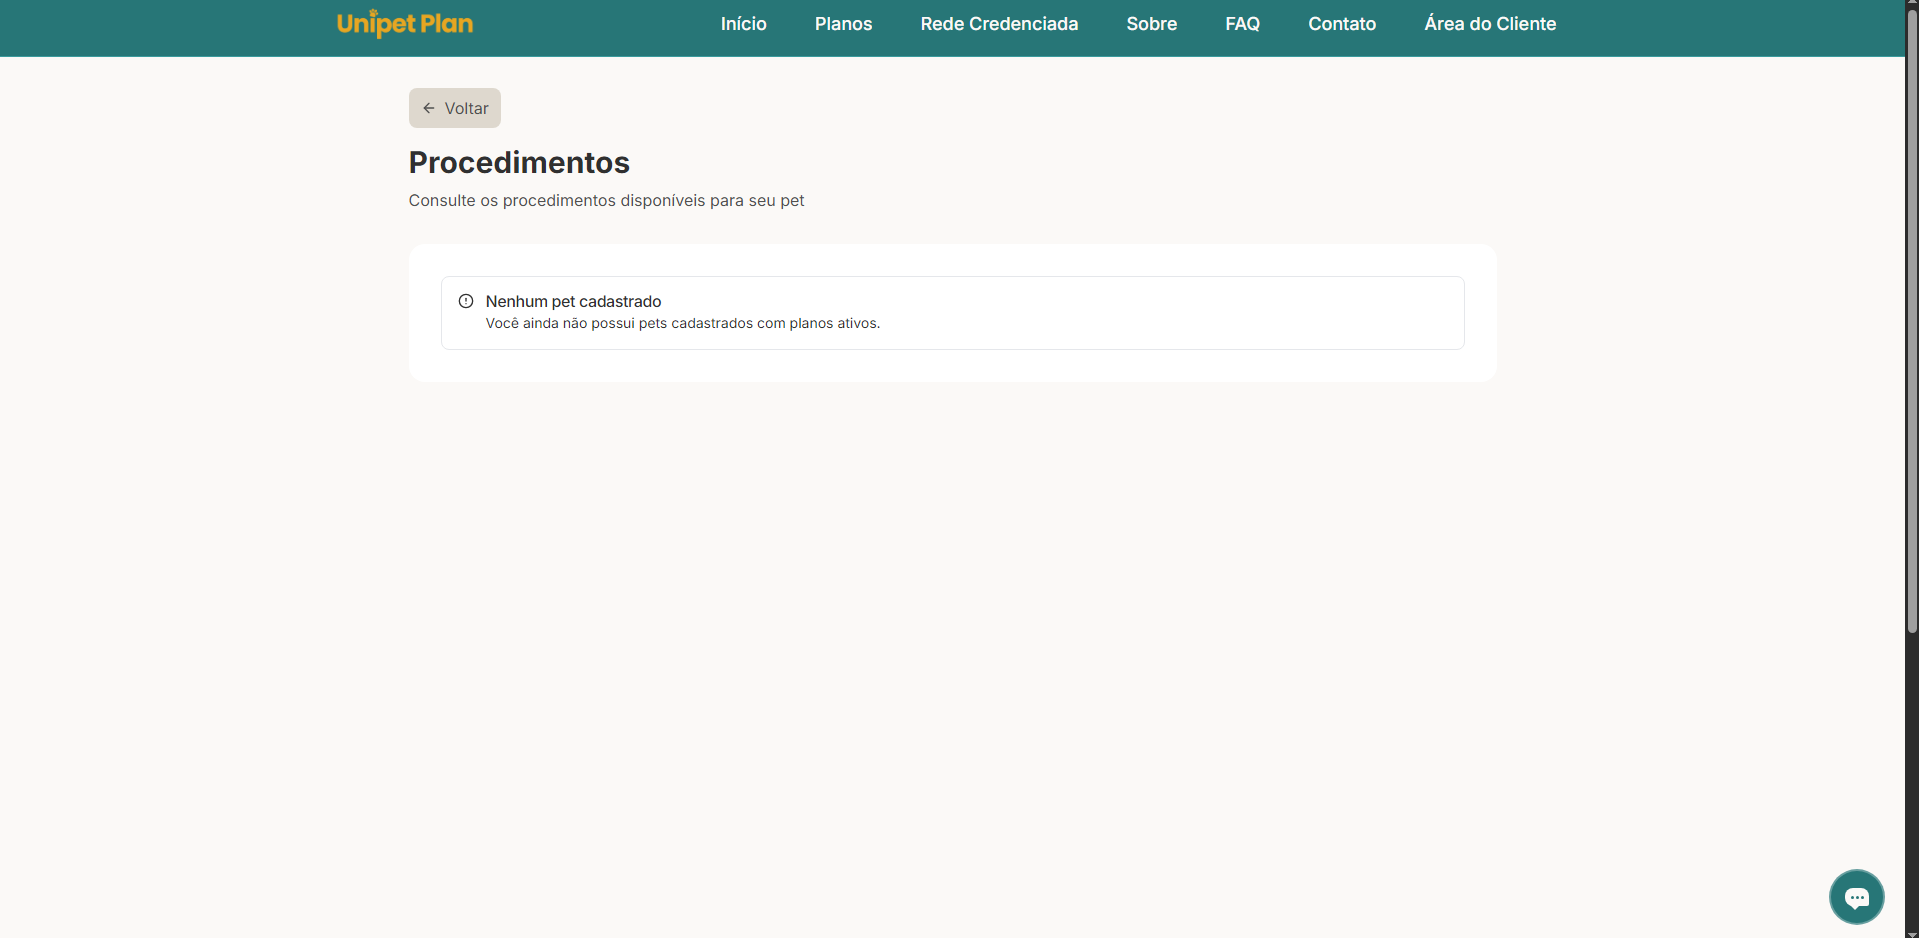 Unipet Plan
Início
Planos
Rede Credenciada
Sobre
FAQ
Contato
Área do Cliente
Voltar
Procedimentos
Consulte os procedimentos disponíveis para seu pet
Nenhum pet cadastrado
Você ainda não possui pets cadastrados com planos ativos.